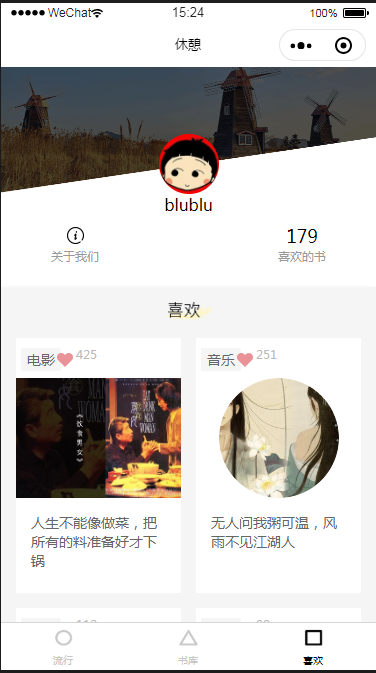 WeChat 15:24 100%
休憩
blublu
179
关于我们 喜欢的书
喜欢
电影 425
音乐 251
《饮食男女》
人生不能像做菜，把
所有的料准备好才下
锅
无人问我粥可温，风
雨不见江湖人
流行 书库 喜欢